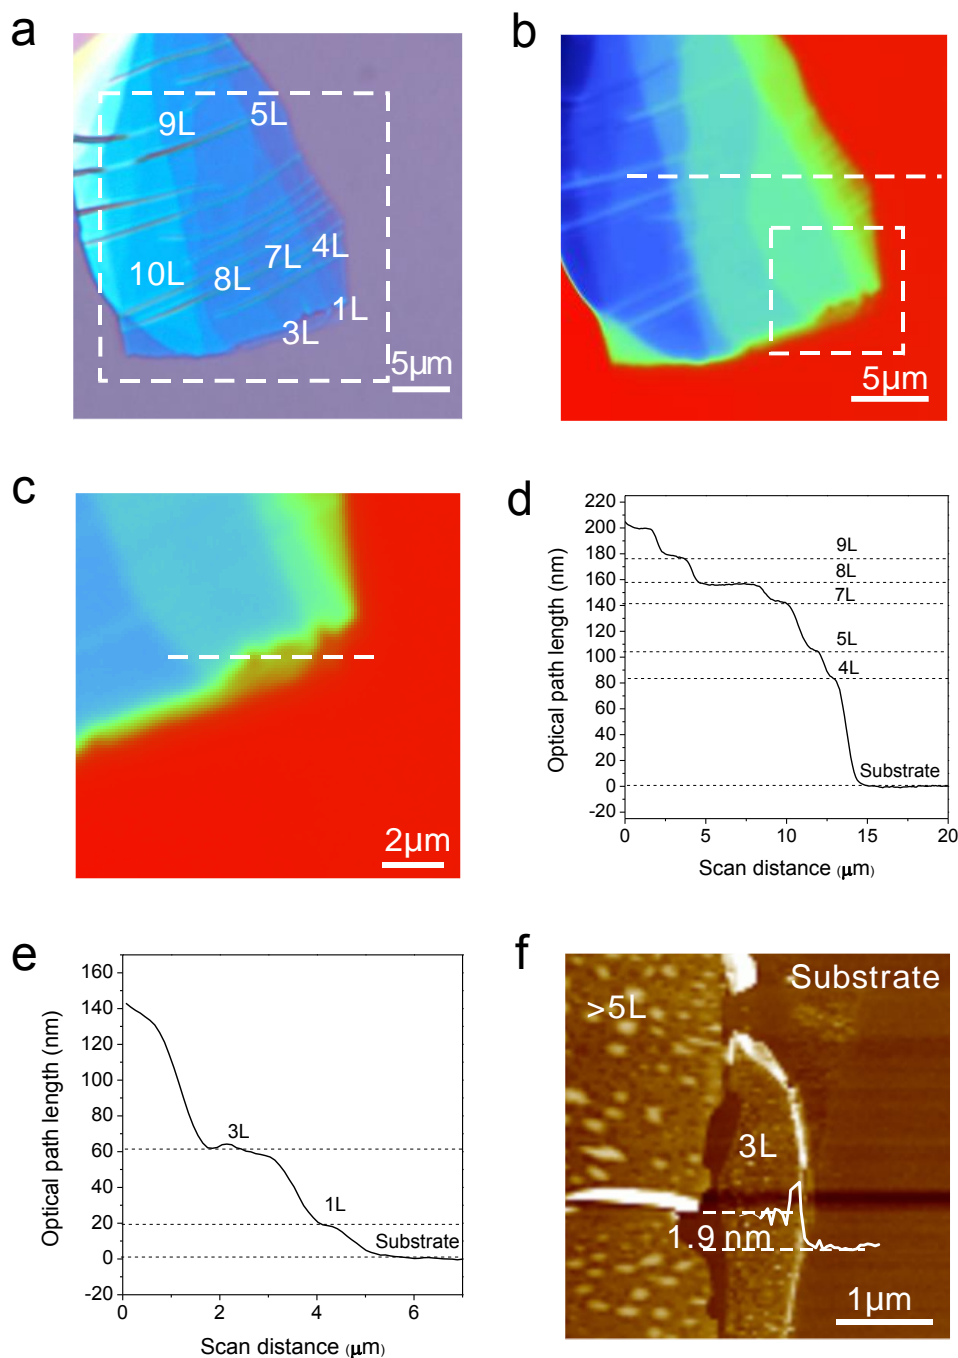 a
9L
5L
10L
8L
7L
4L
1L
3L
5μm
b
5μm
c
2μm
d
Optical path length (nm)
220
200
180
160
140
120
100
80
60
40
20
0
-20
9L
8L
7L
5L
4L
Substrate
0
5
10
15
20
Scan distance (μm)
e
Optical path length (nm)
160
140
120
100
80
60
40
20
0
-20
3L
1L
Substrate
0
2
4
6
Scan distance (μm)
f
Substrate
>5L
3L
1.9 nm
1μm